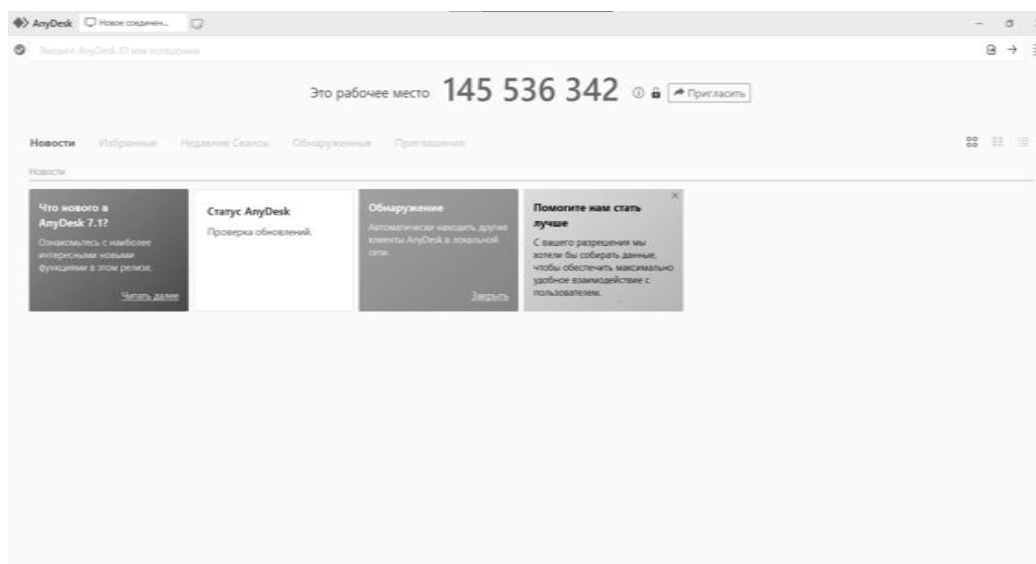 AnyDesk
Новое соединен...
Введите AnyDesk ID или псевдоним
Это рабочее место 145 536 342 Пригласить
Новости Избранные Недавние Сеансы Обнаруженные Приглашения
Новости
Что нового в
AnyDesk 7.1?
Ознакомьтесь с наиболее
интересными новыми
функциями в этом релизе.
Читать далее
Статус AnyDesk
Проверка обновлений.
Обнаружение
Автоматически находить другие
клиенты AnyDesk в локальной
сети.
Закрыть
Помогите нам стать
лучше
С вашего разрешения мы
хотели бы собирать данные,
чтобы обеспечить максимально
удобное взаимодействие с
пользователем.